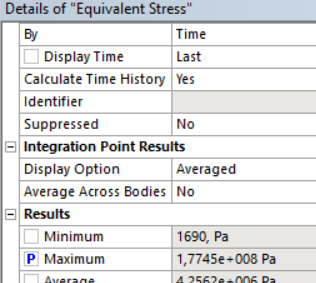 Details of "Equivalent Stress"
By Time
Display Time Last
Calculate Time History Yes
Identifier
Suppressed No
Integration Point Results
Display Option Averaged
Average Across Bodies No
Results
Minimum 1690, Pa
P Maximum 1,7745e+008 Pa
Average 4,2562e+006 Pa